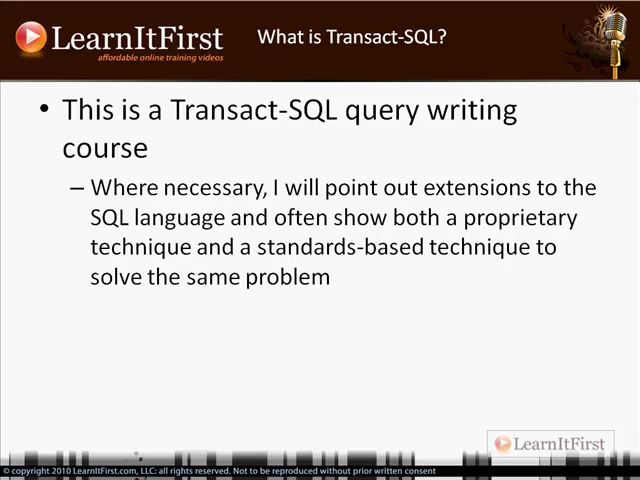 LearnItFirst
affordable online training videos
What is Transact-SQL?
• This is a Transact-SQL query writing
course
– Where necessary, I will point out extensions to the
SQL language and often show both a proprietary
technique and a standards-based technique to
solve the same problem
LearnItFirst
© copyright 2010 LearnItFirst.com, LLC: all rights reserved. Not to be reproduced without prior written consent